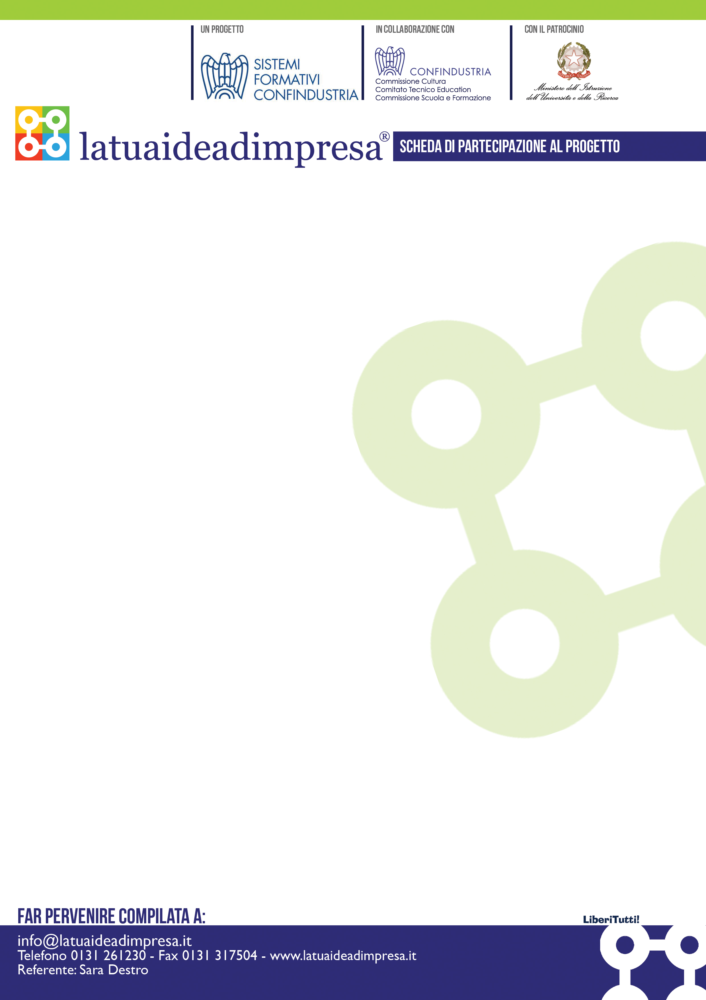 UN PROGETTO
SISTEMI
FORMATIVI
CONFINDUSTRIA
IN COLLABORAZIONE CON
CONFINDUSTRIA
Commissione Cultura
Comitato Tecnico Education
Commissione Scuola e Formazione
CON IL PATROCINIO
REPVBBLICA ITALIANA
Ministero dell'Istruzione
dell'Università e della Ricerca
latuaideadimpresa®
SCHEDA DI PARTECIPAZIONE AL PROGETTO
FAR PERVENIRE COMPILATA A:
LiberiTutti!
info@latuaideadimpresa.it
Telefono 0131 261230 - Fax 0131 317504 - www.latuaideadimpresa.it
Referente: Sara Destro